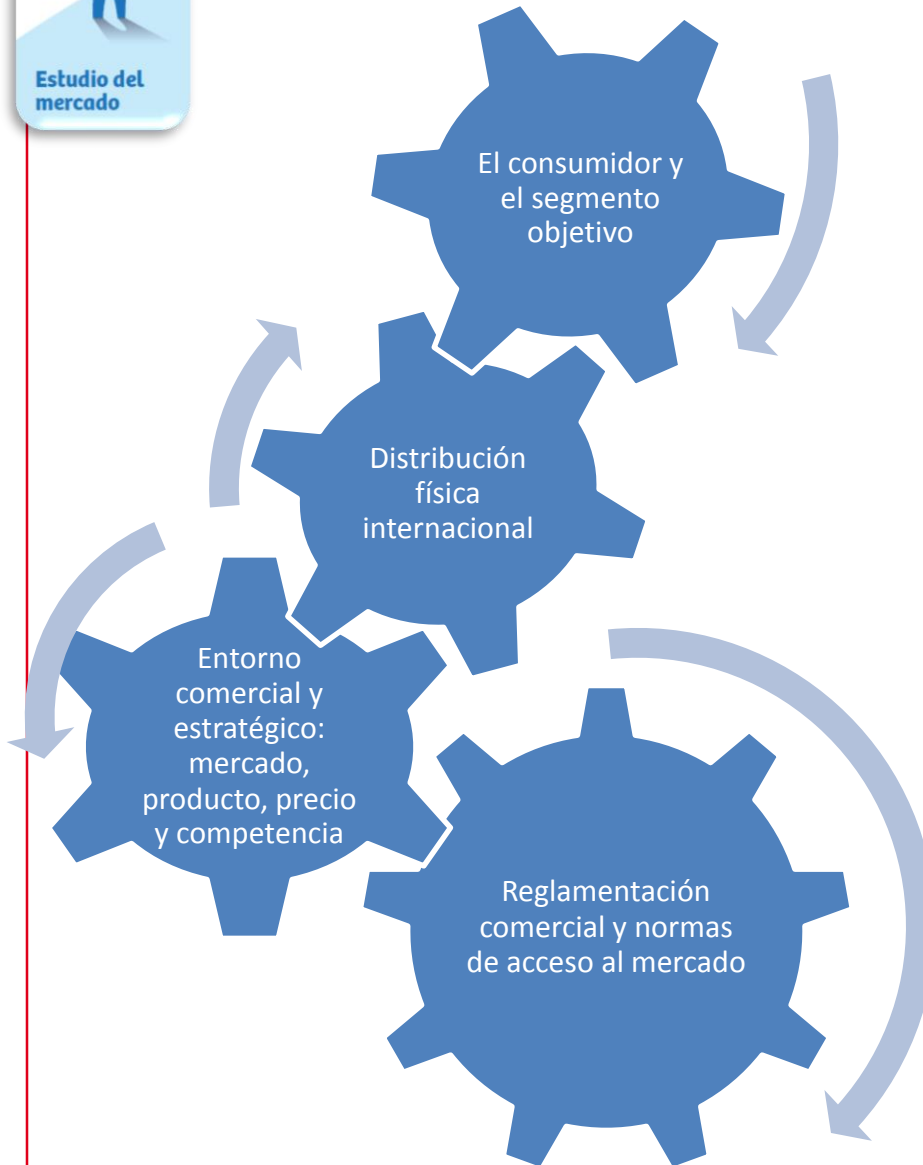 Estudio del
mercado
El consumidor y
el segmento
objetivo
Distribución
física
internacional
Entorno
comercial y
estratégico:
mercado,
producto, precio
y competencia
Reglamentación
comercial y normas
de acceso al mercado